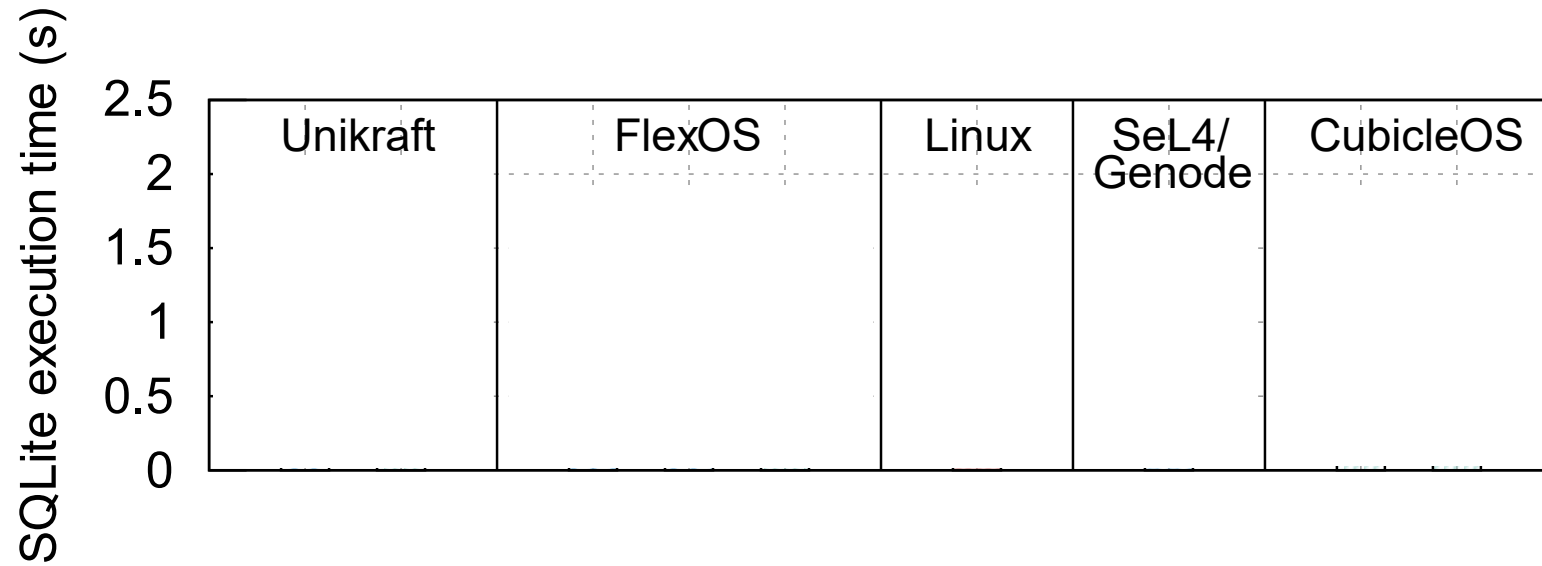 SQLite execution time (s)
2.5
2
1.5
1
0.5
0
Unikraft
FlexOS
Linux
SeL4/
Genode
CubicleOS